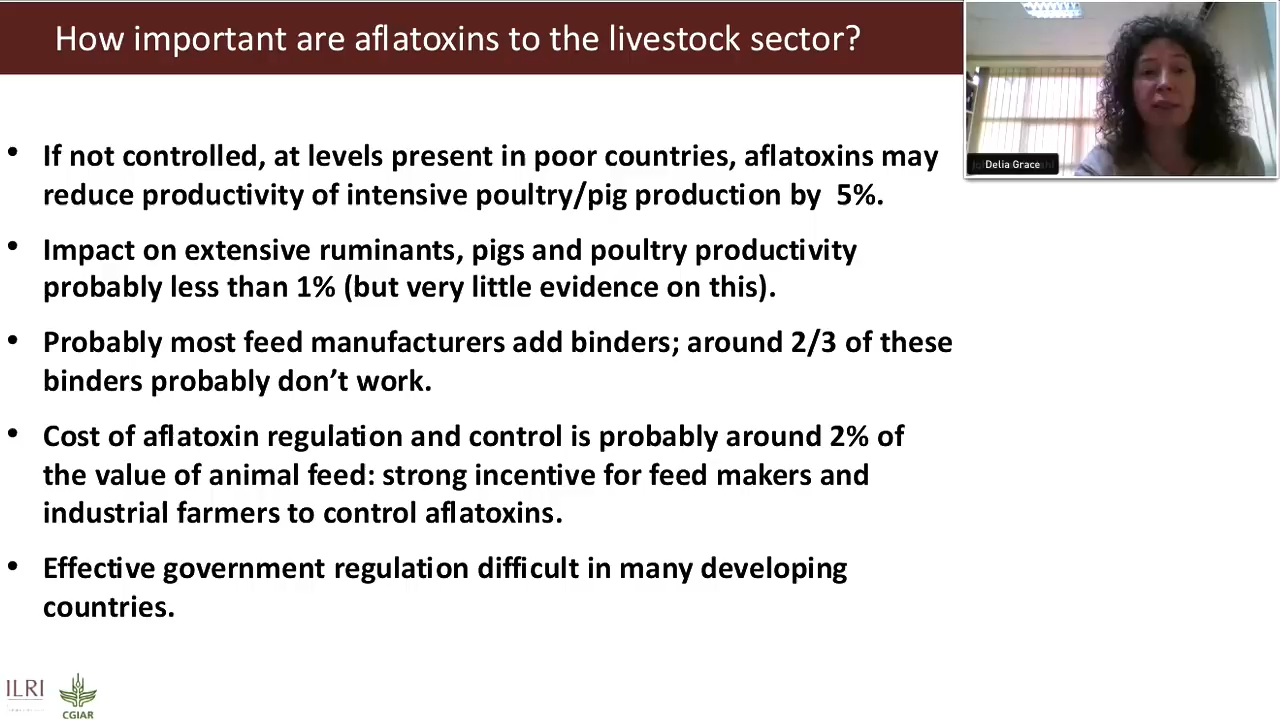 How important are aflatoxins to the livestock sector?
Delia Grace
• If not controlled, at levels present in poor countries, aflatoxins may
reduce productivity of intensive poultry/pig production by 5%.
• Impact on extensive ruminants, pigs and poultry productivity
probably less than 1% (but very little evidence on this).
• Probably most feed manufacturers add binders; around 2/3 of these
binders probably don’t work.
• Cost of aflatoxin regulation and control is probably around 2% of
the value of animal feed: strong incentive for feed makers and
industrial farmers to control aflatoxins.
• Effective government regulation difficult in many developing
countries.
ILRI
CGIAR